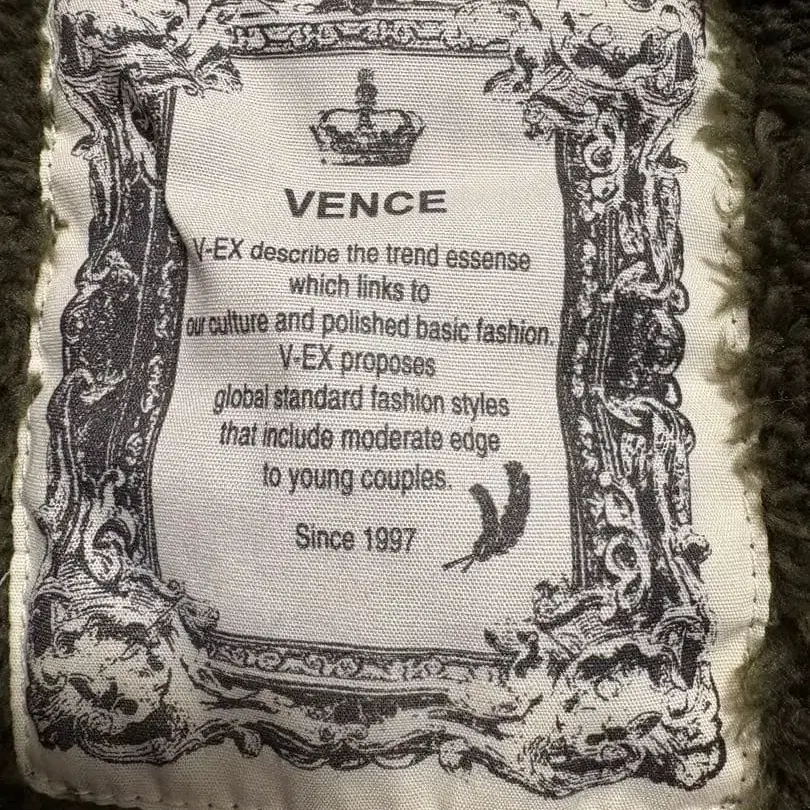 VENCE
V-EX describe the trend essense
which links to
our culture and polished basic fashion.
V-EX proposes
global standard fashion styles
that include moderate edge
to young couples.
Since 1997